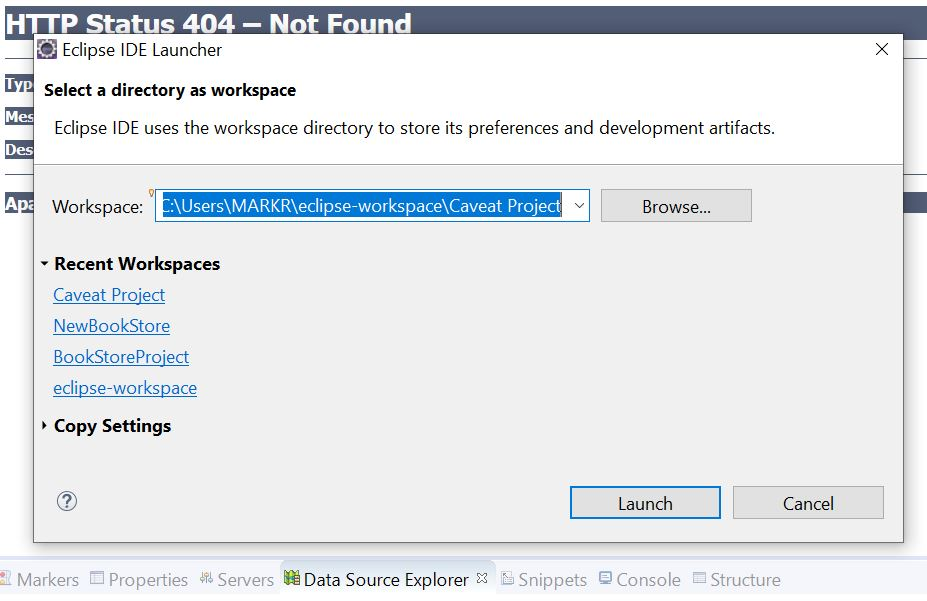 HTTP Status 404 – Not Found
Eclipse IDE Launcher
Typ
Select a directory as workspace
Mes
Eclipse IDE uses the workspace directory to store its preferences and development artifacts.
Des
Apa
Workspace: C:\Users\MARKR\eclipse-workspace\Caveat Project Browse...
Recent Workspaces
Caveat Project
NewBookStore
BookStoreProject
eclipse-workspace
Copy Settings
? Launch Cancel
Markers Properties Servers Data Source Explorer Snippets Console Structure